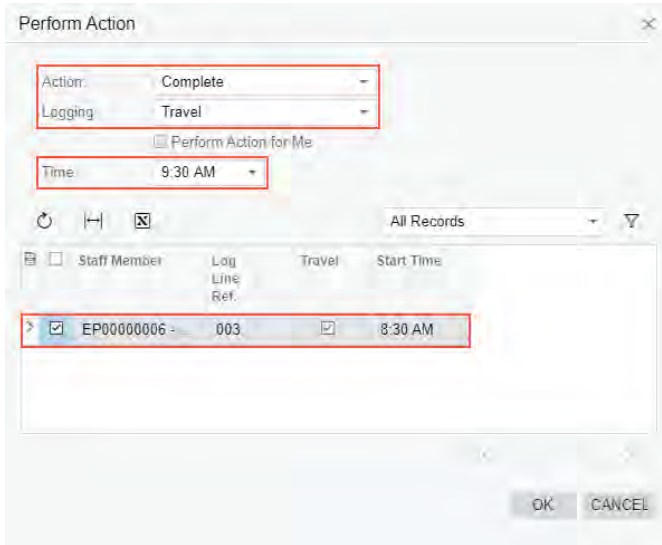 Perform Action
Action: Complete
Logging Travel
Perform Action for Me
Time 9:30 AM
All Records
Staff Member Log Line Ref. Travel Start Time
EP00000006 - 003 8:30 AM
OK CANCEL